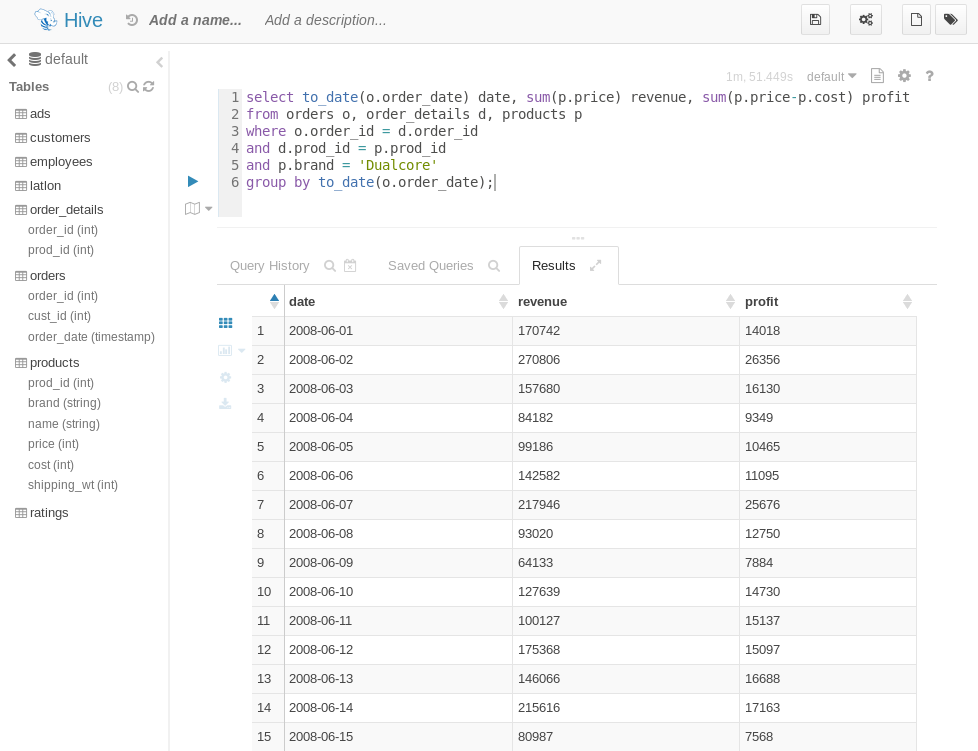 Hive Add a name... Add a description...
default
Tables (8)
ads
customers
employees
latlon
order_details
order_id (int)
prod_id (int)
orders
order_id (int)
cust_id (int)
order_date (timestamp)
products
prod_id (int)
brand (string)
name (string)
price (int)
cost (int)
shipping_wt (int)
ratings
1m, 51.449s default ?
1 select to_date(o.order_date) date, sum(p.price) revenue, sum(p.price-p.cost) profit
2 from orders o, order_details d, products p
3 where o.order_id = d.order_id
4 and d.prod_id = p.prod_id
5 and p.brand = 'Dualcore'
6 group by to_date(o.order_date);
Query History Saved Queries Results
date revenue profit
1 2008-06-01 170742 14018
2 2008-06-02 270806 26356
3 2008-06-03 157680 16130
4 2008-06-04 84182 9349
5 2008-06-05 99186 10465
6 2008-06-06 142582 11095
7 2008-06-07 217946 25676
8 2008-06-08 93020 12750
9 2008-06-09 64133 7884
10 2008-06-10 127639 14730
11 2008-06-11 100127 15137
12 2008-06-12 175368 15097
13 2008-06-13 146066 16688
14 2008-06-14 215616 17163
15 2008-06-15 80987 7568